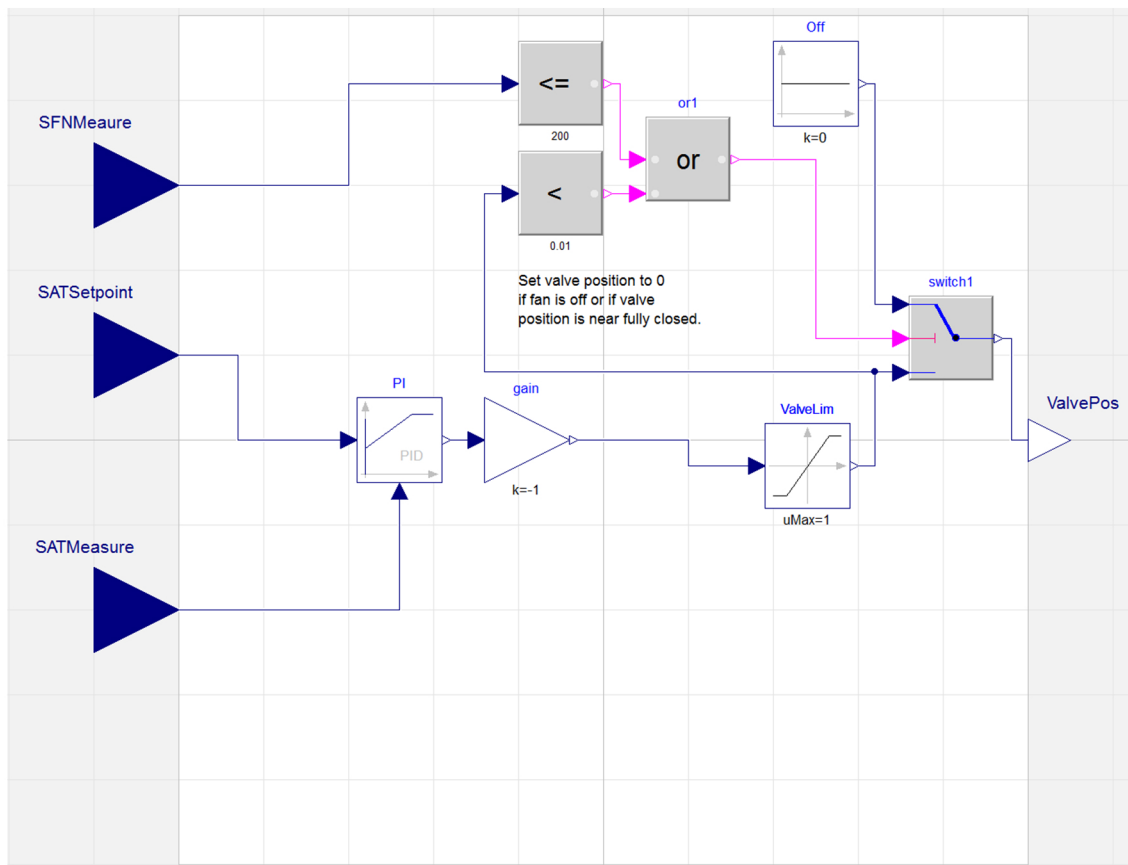 Off
<=
or1
SFNMeaure
200
k=0
or
<
0.01
Set valve position to 0
if fan is off or if valve
position is near fully closed.
switch1
SATSetpoint
PI
gain
ValveLim
ValvePos
PID
k=-1
uMax=1
SATMeasure